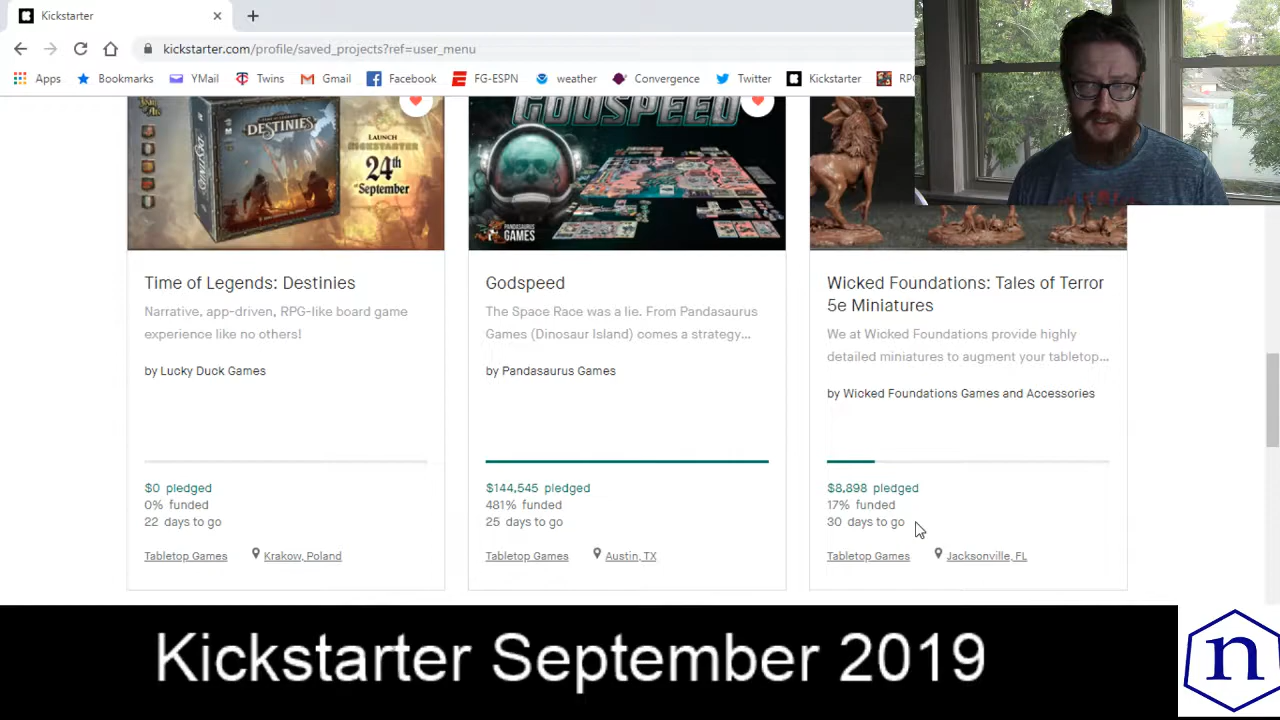 Kickstarter
kickstarter.com/profile/saved_projects?ref=user_menu
Apps Bookmarks YMail Twins Gmail Facebook FG-ESPN weather Convergence Twitter Kickstarter RPG
DESTINIES
DESTINIES
LAUNCH
KICKSTARTER
24th
September
GODSPEED
PANDASAURUS
GAMES
Time of Legends: Destinies
Narrative, app-driven, RPG-like board game
experience like no others!
by Lucky Duck Games
$0 pledged
0% funded
22 days to go
Tabletop Games Krakow, Poland
Godspeed
The Space Race was a lie. From Pandasaurus
Games (Dinosaur Island) comes a strategy...
by Pandasaurus Games
$144,545 pledged
481% funded
25 days to go
Tabletop Games Austin, TX
Wicked Foundations: Tales of Terror
5e Miniatures
We at Wicked Foundations provide highly
detailed miniatures to augment your tabletop...
by Wicked Foundations Games and Accessories
$8,898 pledged
17% funded
30 days to go
Tabletop Games Jacksonville, FL
Kickstarter September 2019
n